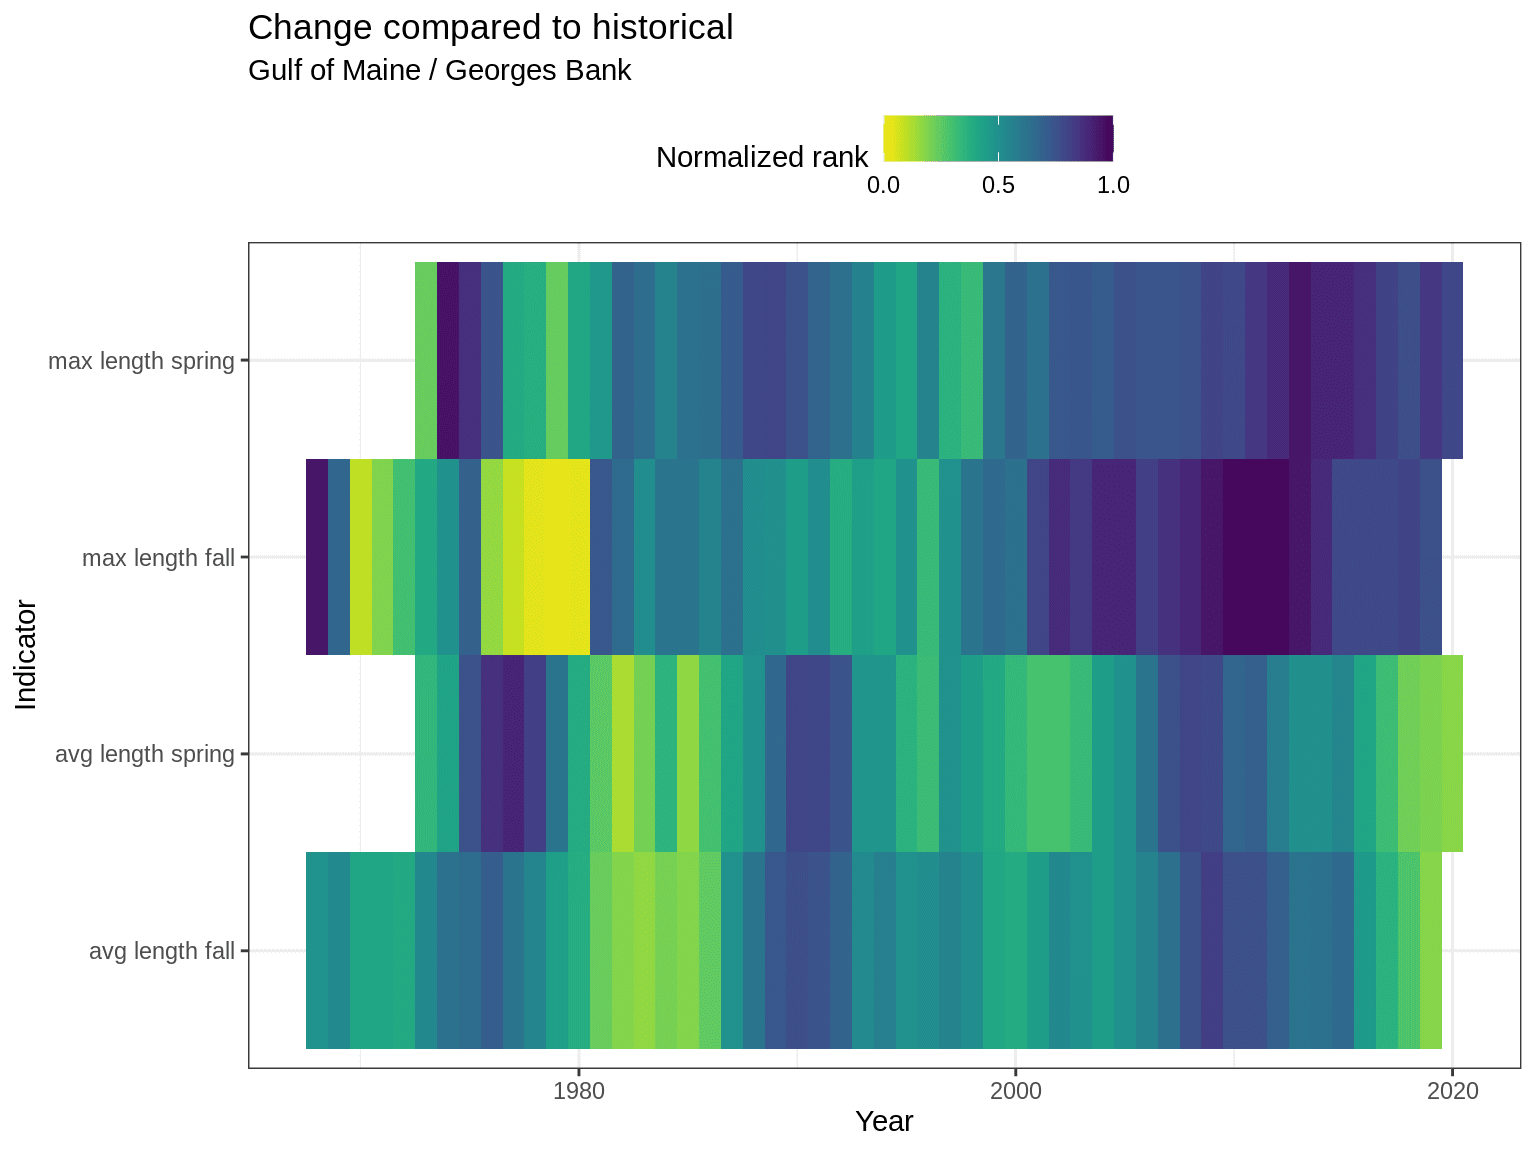 Change compared to historical
Gulf of Maine / Georges Bank
Normalized rank
0.0 0.5 1.0
max length spring
max length fall
avg length spring
avg length fall
Indicator
1980 2000 2020
Year